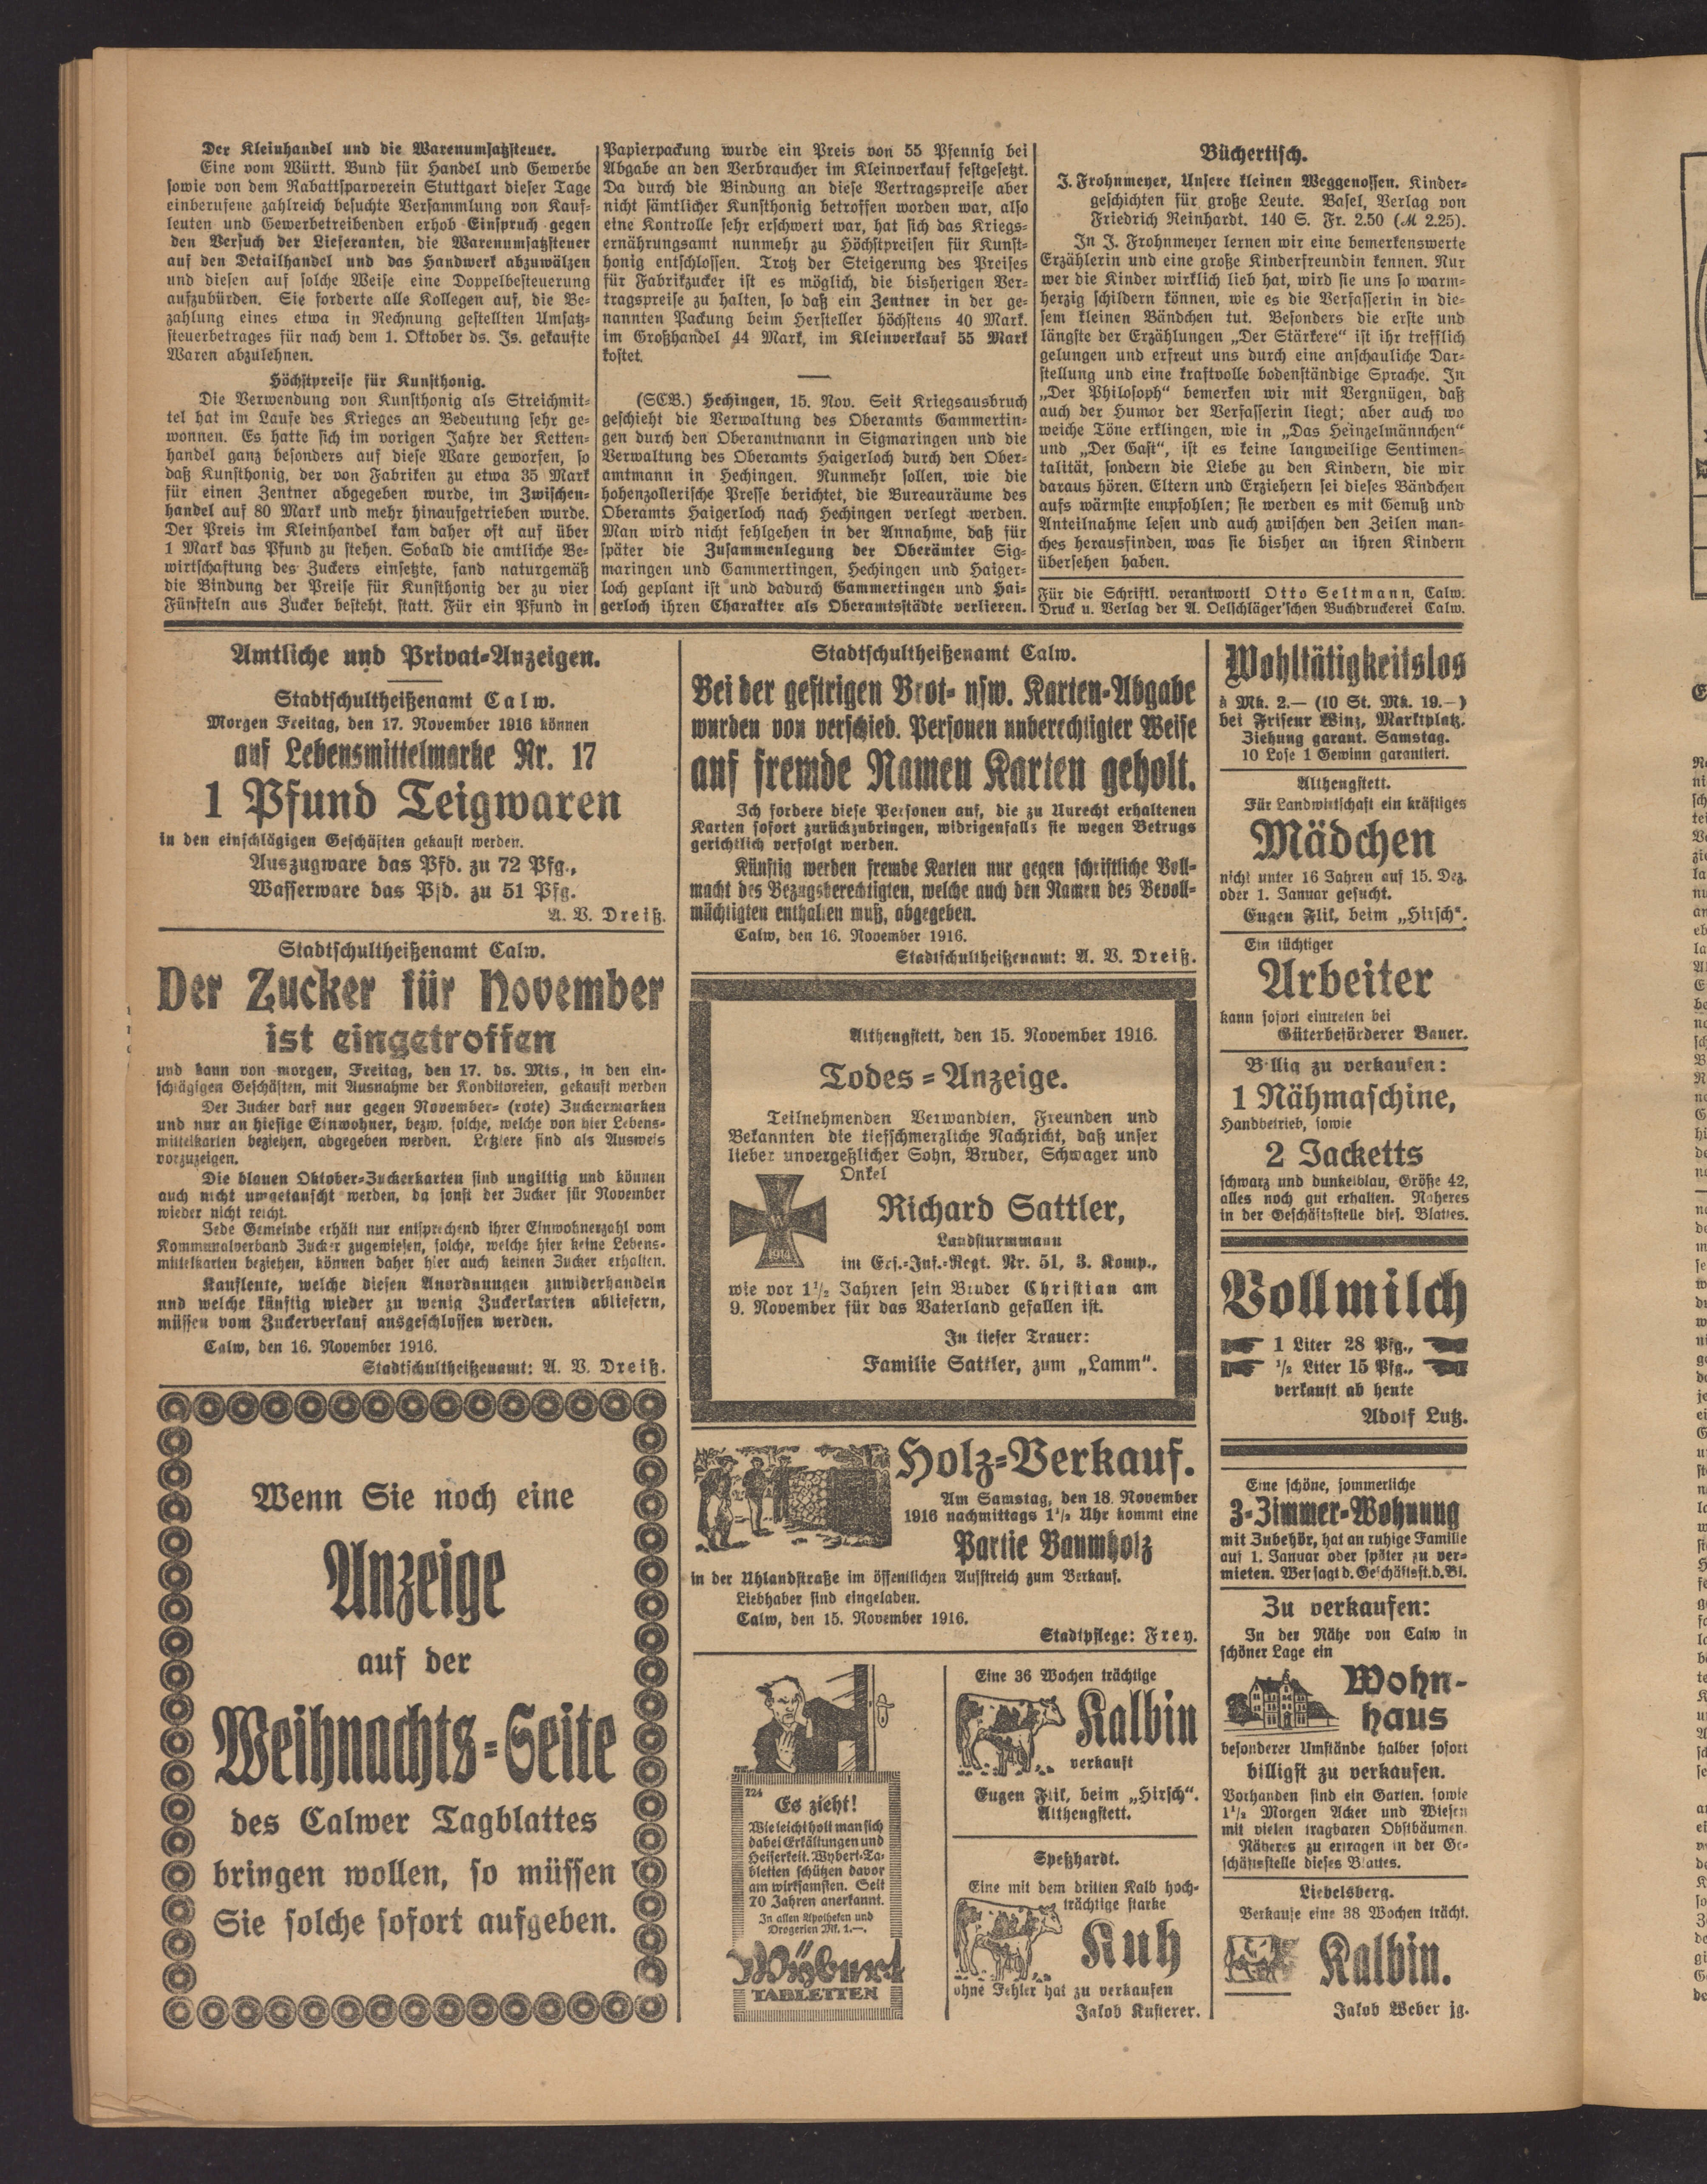 Der Kleinhandel und die Warenumsatzsteuer.
Eine vom Württ. Bund für Handel und Gewerbe
sowie von dem Rabattsparverein Stuttgart dieser Tage
einberufene zahlreich besuchte Versammlung von Kauf-
leuten und Gewerbetreibenden erhob Einspruch gegen
den Versuch der Lieferanten, die Warenumsatzsteuer
auf den Detailhandel und das Handwerk abzuwälzen
und diesen auf solche Weise eine Doppelbesteuerung
aufzubürden. Sie forderte alle Kollegen auf, die Be-
zahlung eines etwa in Rechnung gestellten Umsatz-
steuerbetrages für nach dem 1. Oktober ds. Js. gekaufte
Waren abzulehnen.
Höchstpreise für Kunsthonig.
Die Verwendung von Kunsthonig als Streichmit-
tel hat im Laufe des Krieges an Bedeutung sehr ge-
wonnen. Es hatte sich im vorigen Jahre der Ketten-
handel ganz besonders auf diese Ware geworfen, so
daß Kunsthonig, der von Fabriken zu etwa 35 Mark
für einen Zentner abgegeben wurde, im Zwischen-
handel auf 80 Mark und mehr hinaufgetrieben wurde.
Der Preis im Kleinhandel kam daher oft auf über
1 Mark das Pfund zu stehen. Sobald die amtliche Be-
wirtschaftung des Zuckers einsetzte, fand naturgemäß
die Bindung der Preise für Kunsthonig der zu vier
Fünfteln aus Zucker besteht, statt. Für ein Pfund in
Papierpackung wurde ein Preis von 55 Pfennig bei
Abgabe an den Verbraucher im Kleinverkauf festgesetzt.
Da durch die Bindung an diese Vertragspreise aber
nicht sämtlicher Kunsthonig betroffen worden war, also
eine Kontrolle sehr erschwert war, hat sich das Kriegs-
ernährungsamt nunmehr zu Höchstpreisen für Kunst-
honig entschlossen. Trotz der Steigerung des Preises
für Fabrikzucker ist es möglich, die bisherigen Ver-
tragspreise zu halten, so daß ein Zentner in der ge-
nannten Packung beim Hersteller höchstens 40 Mark.
im Großhandel 44 Mark, im Kleinverkauf 55 Mark
kostet.
(SCB.) Hechingen, 15. Nov. Seit Kriegsausbruch
geschieht die Verwaltung des Oberamts Gammertin-
gen durch den Oberamtmann in Sigmaringen und die
Verwaltung des Oberamts Haigerloch durch den Ober-
amtmann in Hechingen. Nunmehr sollen, wie die
hohenzollerische Presse berichtet, die Bureauräume des
Oberamts Haigerloch nach Hechingen verlegt werden.
Man wird nicht fehlgehen in der Annahme, daß für
später die Zusammenlegung der Oberämter Sig-
maringen und Gammertingen, Hechingen und Haiger-
loch geplant ist und dadurch Gammertingen und Hai-
gerloch ihren Charakter als Oberamtsstädte verlieren.
Büchertisch.
J. Frohnmeyer, Unsere kleinen Weggenossen. Kinder-
geschichten für große Leute. Basel, Verlag von
Friedrich Reinhardt. 140 S. Fr. 2.50 (M 2.25).
In J. Frohnmeyer lernen wir eine bemerkenswerte
Erzählerin und eine große Kinderfreundin kennen. Nur
wer die Kinder wirklich lieb hat, wird sie uns so warm-
herzig schildern können, wie es die Verfasserin in die-
sem kleinen Bändchen tut. Besonders die erste und
längste der Erzählungen „Der Stärkere“ ist ihr trefflich
gelungen und erfreut uns durch eine anschauliche Dar-
stellung und eine kraftvolle bodenständige Sprache. In
„Der Philosoph“ bemerken wir mit Vergnügen, daß
auch der Humor der Verfasserin liegt; aber auch wo
weiche Töne erklingen, wie in „Das Heinzelmännchen“
und „Der Gast“, ist es keine langweilige Sentimen-
talität, sondern die Liebe zu den Kindern, die wir
daraus hören. Eltern und Erziehern sei dieses Bändchen
aufs wärmste empfohlen; sie werden es mit Genuß und
Anteilnahme lesen und auch zwischen den Zeilen man-
ches herausfinden, was sie bisher an ihren Kindern
übersehen haben.
Für die Schriftl. verantwortl Otto Seltmann, Calw.
Druck u. Verlag der A. Oelschläger'schen Buchdruckerei Calw.
Amtliche und Privat-Anzeigen.
Stadtschultheißenamt Calw.
Morgen Freitag, den 17. November 1916 können
auf Lebensmittelmarke Nr. 17
1 Pfund Teigwaren
in den einschlägigen Geschäften gekauft werden.
Auszugware das Pfd. zu 72 Pfg.,
Wasserware das Pfd. zu 51 Pfg.
A. V. Dreiß.
Stadtschultheißenamt Calw.
Der Zucker für November
ist eingetroffen
und kann von morgen, Freitag, den 17. ds. Mts., in den ein-
schlägigen Geschäften, mit Ausnahme der Konditoreien, gekauft werden
Der Zucker darf nur gegen November- (rote) Zuckermarken
und nur an hiesige Einwohner, bezw. solche, welche von hier Lebens-
mittelkarten beziehen, abgegeben werden. Letztere sind als Ausweis
vorzuzeigen.
Die blauen Oktober-Zuckerkarten sind ungiltig und können
auch nicht umgetauscht werden, da sonst der Zucker für November
wieder nicht reicht.
Jede Gemeinde erhält nur entsprechend ihrer Einwohnerzahl vom
Kommunalverband Zucker zugewiesen, solche, welche hier keine Lebens-
mittelkarten beziehen, können daher hier auch keinen Zucker erhalten.
Kaufleute, welche diesen Anordnungen zuwiderhandeln
und welche künftig wieder zu wenig Zuckerkarten abliefern,
müssen vom Zuckerverkauf ausgeschlossen werden.
Calw, den 16. November 1916.
Stadtschultheißenamt: A. V. Dreiß.
Wenn Sie noch eine
Anzeige
auf der
Weihnachts-Seite
des Calwer Tagblattes
bringen wollen, so müssen
Sie solche sofort aufgeben.
Stadtschultheißenamt Calw.
Bei der gestrigen Brot- usw. Karten-Abgabe
wurden von verschied. Personen unberechtigter Weise
auf fremde Namen Karten geholt.
Ich fordere diese Personen auf, die zu Unrecht erhaltenen
Karten sofort zurückzubringen, widrigenfalls sie wegen Betrugs
gerichtlich verfolgt werden.
Künftig werden fremde Karten nur gegen schriftliche Voll-
macht des Bezugsberechtigten, welche auch den Namen des Bevoll-
mächtigten enthalten muß, abgegeben.
Calw, den 16. November 1916.
Stadtschultheißenamt: A. V. Dreiß.
Althengstett, den 15. November 1916.
Todes-Anzeige.
Teilnehmenden Verwandten, Freunden und
Bekannten die tiefschmerzliche Nachricht, daß unser
lieber unvergeßlicher Sohn, Bruder, Schwager und
Onkel
W
1914
Richard Sattler,
Landsturmmann
im Ers.-Inf.-Regt. Nr. 51, 3. Komp.,
wie vor 1½ Jahren sein Bruder Christian am
9. November für das Vaterland gefallen ist.
In tiefer Trauer:
Familie Sattler, zum „Lamm“.
Holz-Verkauf.
Am Samstag, den 18. November
1916 nachmittags 1½ Uhr kommt eine
Partie Baumholz
in der Uhlandstraße im öffentlichen Aufstreich zum Verkauf.
Liebhaber sind eingeladen.
Calw, den 15. November 1916.
Stadtpflege: Frey.
724
Es zieht!
Wie leicht holt man sich
dabei Erkältungen und
Heiserkeit. Wybert-Ta-
bletten schützen davor
am wirksamsten. Seit
70 Jahren anerkannt.
In allen Apotheken und
Drogerien Mk. 1.—.
Wybert
TABLETTEN
Eine 36 Wochen trächtige
Kalbin
verkauft
Eugen Flik, beim „Hirsch“.
Althengstett.
Speßhardt.
Eine mit dem dritten Kalb hoch-
trächtige starke
Kuh
ohne Fehler hat zu verkaufen
Jakob Kusterer.
Wohltätigkeitslos
à Mk. 2.— (10 St. Mk. 19.—)
bei Friseur Winz, Marktplatz.
Ziehung garant. Samstag.
10 Lose 1 Gewinn garantiert.
Althengstett.
Für Landwirtschaft ein kräftiges
Mädchen
nicht unter 16 Jahren auf 15. Dez.
oder 1. Januar gesucht.
Eugen Flik, beim „Hirsch“.
Ein tüchtiger
Arbeiter
kann sofort eintreten bei
Güterbeförderer Bauer.
Billig zu verkaufen:
1 Nähmaschine,
Handbetrieb, sowie
2 Jacketts
schwarz und dunkelblau, Größe 42,
alles noch gut erhalten. Näheres
in der Geschäftsstelle dies. Blattes.
Vollmilch
1 Liter 28 Pfg.,
½ Liter 15 Pfg.,
verkauft ab heute
Adolf Lutz.
Eine schöne, sommerliche
3-Zimmer-Wohnung
mit Zubehör, hat an ruhige Familie
auf 1. Januar oder später zu ver-
mieten. Wer sagt d. Geschäftsst. d. Bl.
Zu verkaufen:
In der Nähe von Calw in
schöner Lage ein
Wohn-
haus
besonderer Umstände halber sofort
billigst zu verkaufen.
Vorhanden sind ein Garten, sowie
1½ Morgen Acker und Wiesen
mit vielen tragbaren Obstbäumen.
Näheres zu erfragen in der Ge-
schäftsstelle dieses Blattes.
Liebelsberg.
Verkaufe eine 38 Wochen trächt.
Kalbin.
Jakob Weber jg.